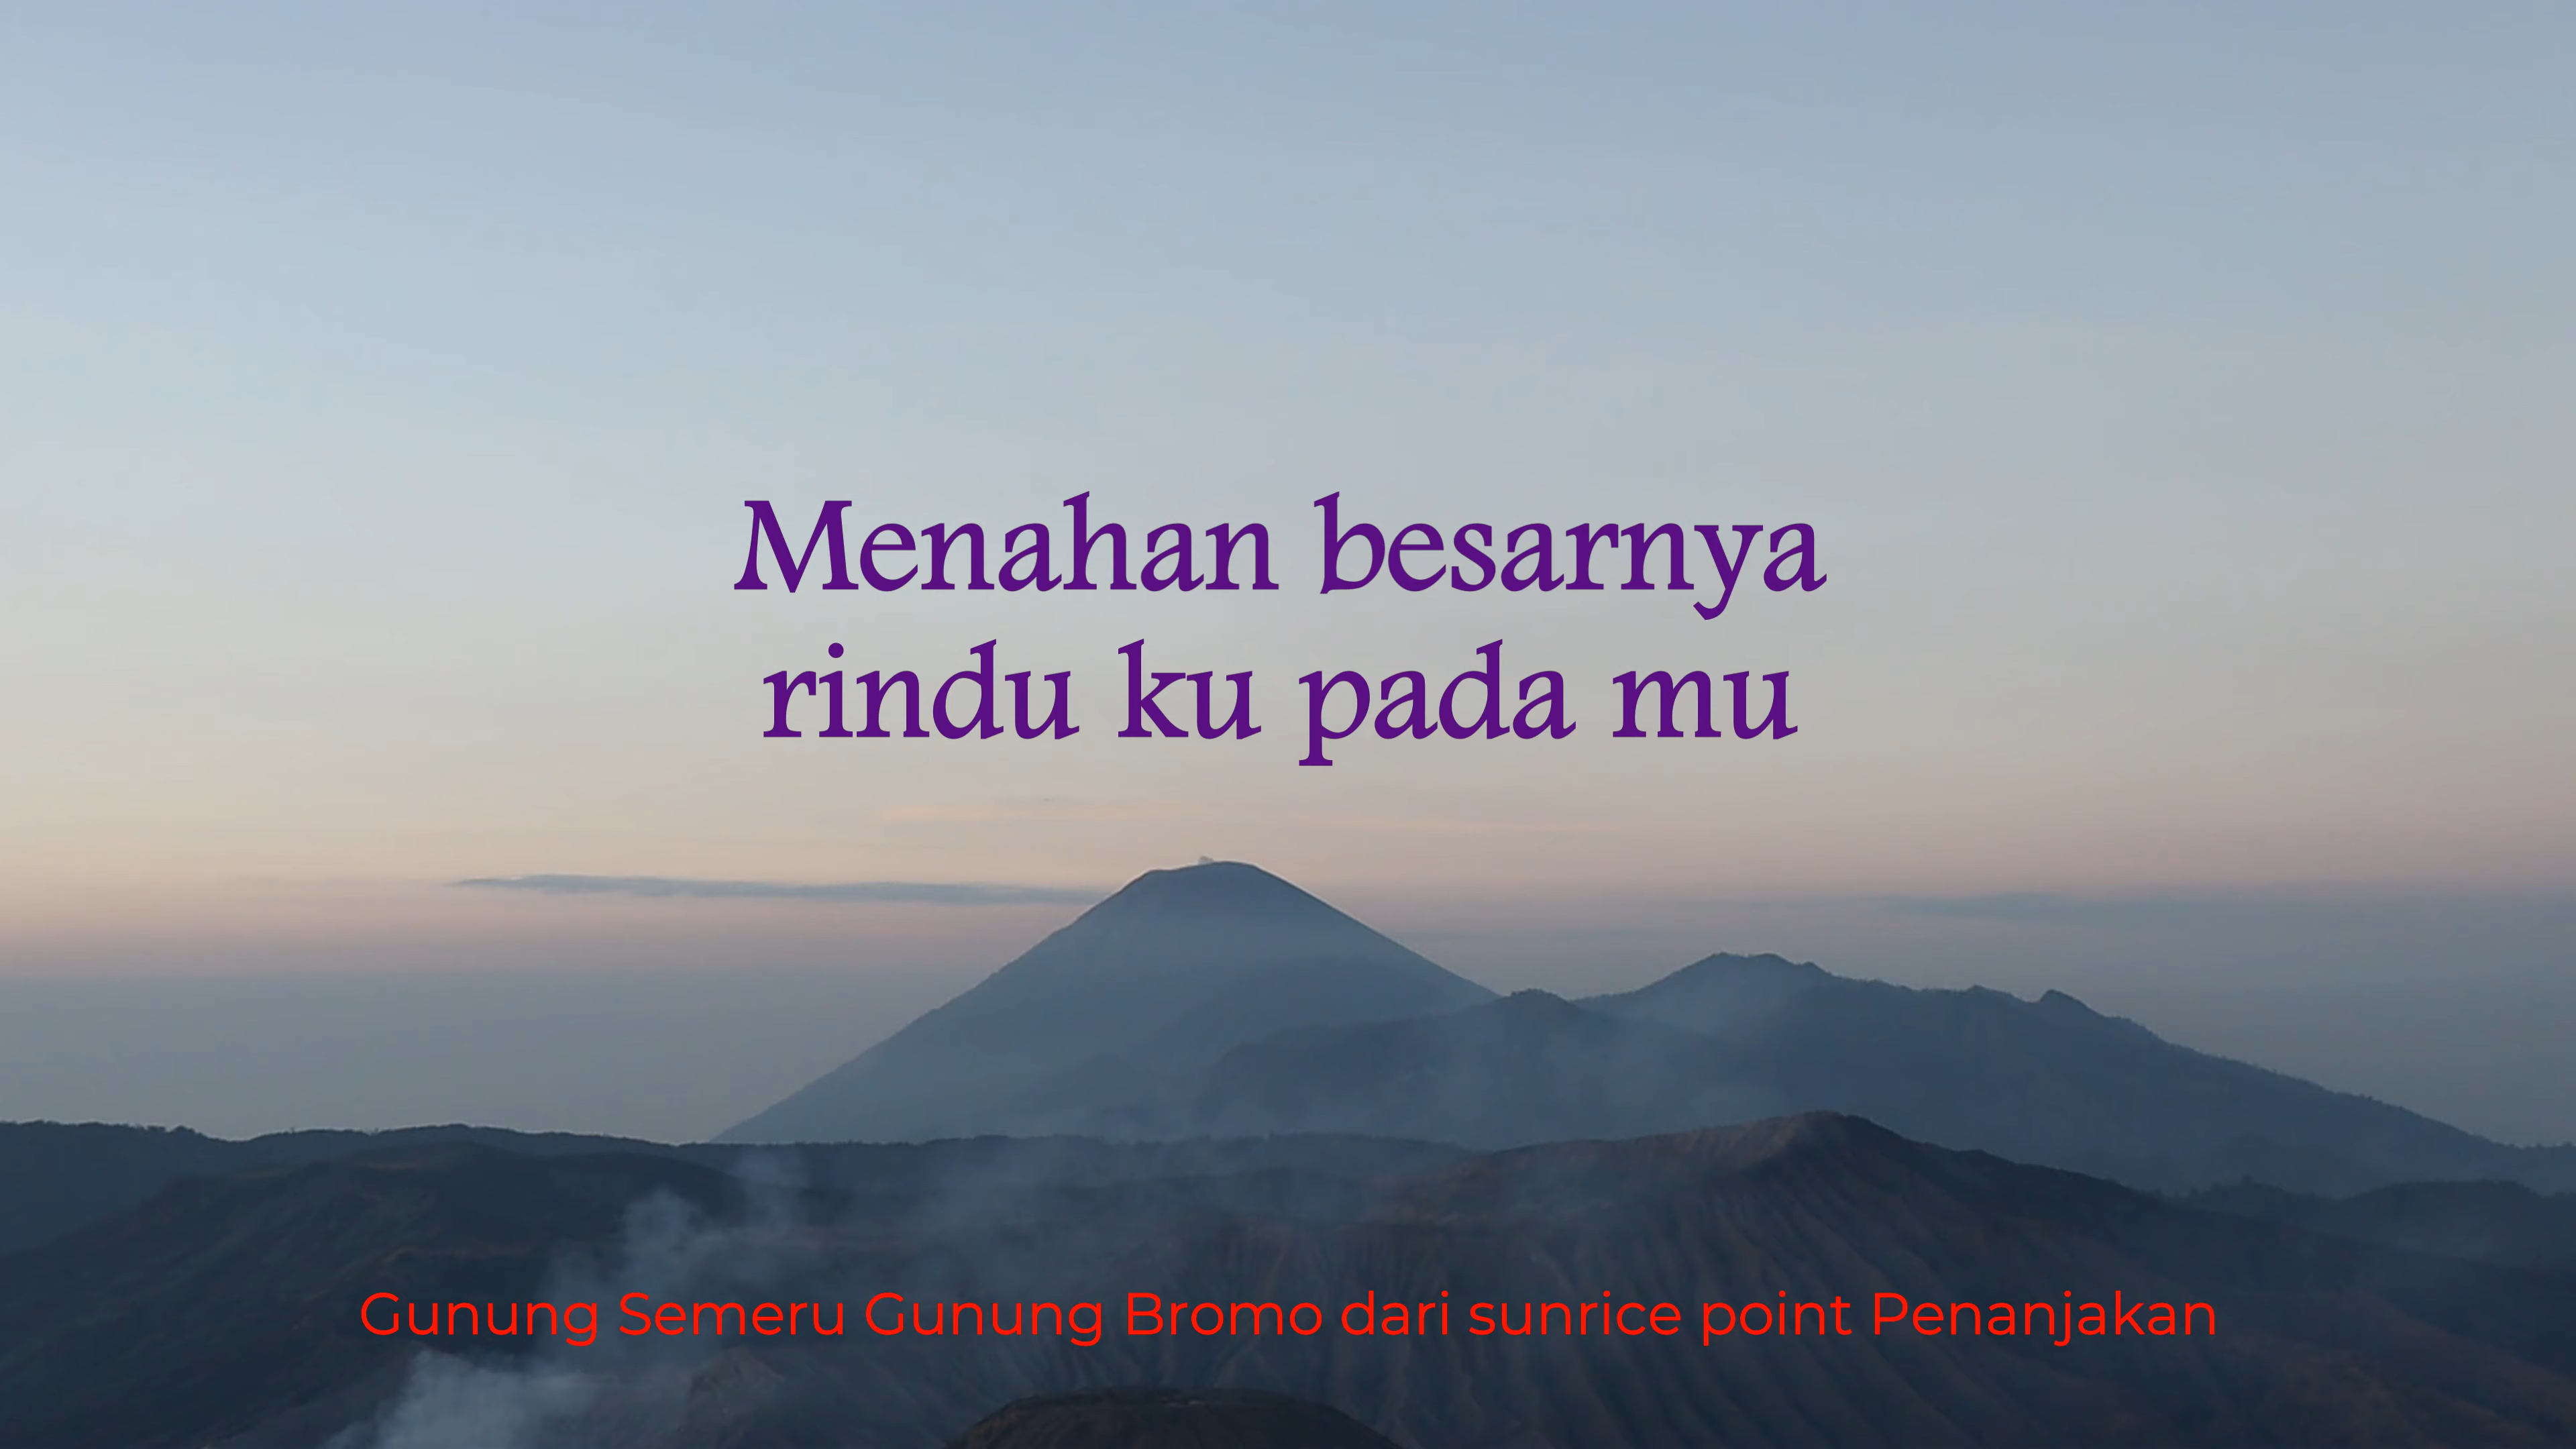 Menahan besarnya
rindu ku pada mu
Gunung Semeru Gunung Bromo dari sunrice point Penanjakan